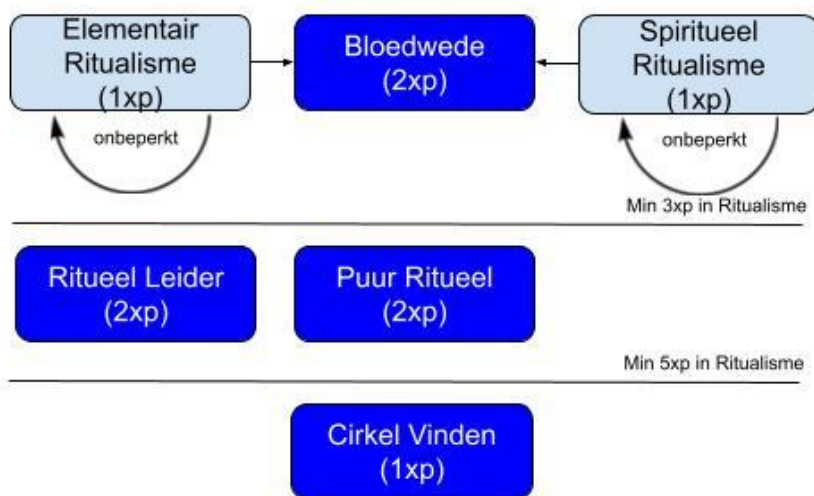 Elementair
Ritualisme
(1xp)
Bloedwede
(2xp)
Spiritueel
Ritualisme
(1xp)
onbeperkt
onbeperkt
Min 3xp in Ritualisme
Ritueel Leider
(2xp)
Puur Ritueel
(2xp)
Min 5xp in Ritualisme
Cirkel Vinden
(1xp)